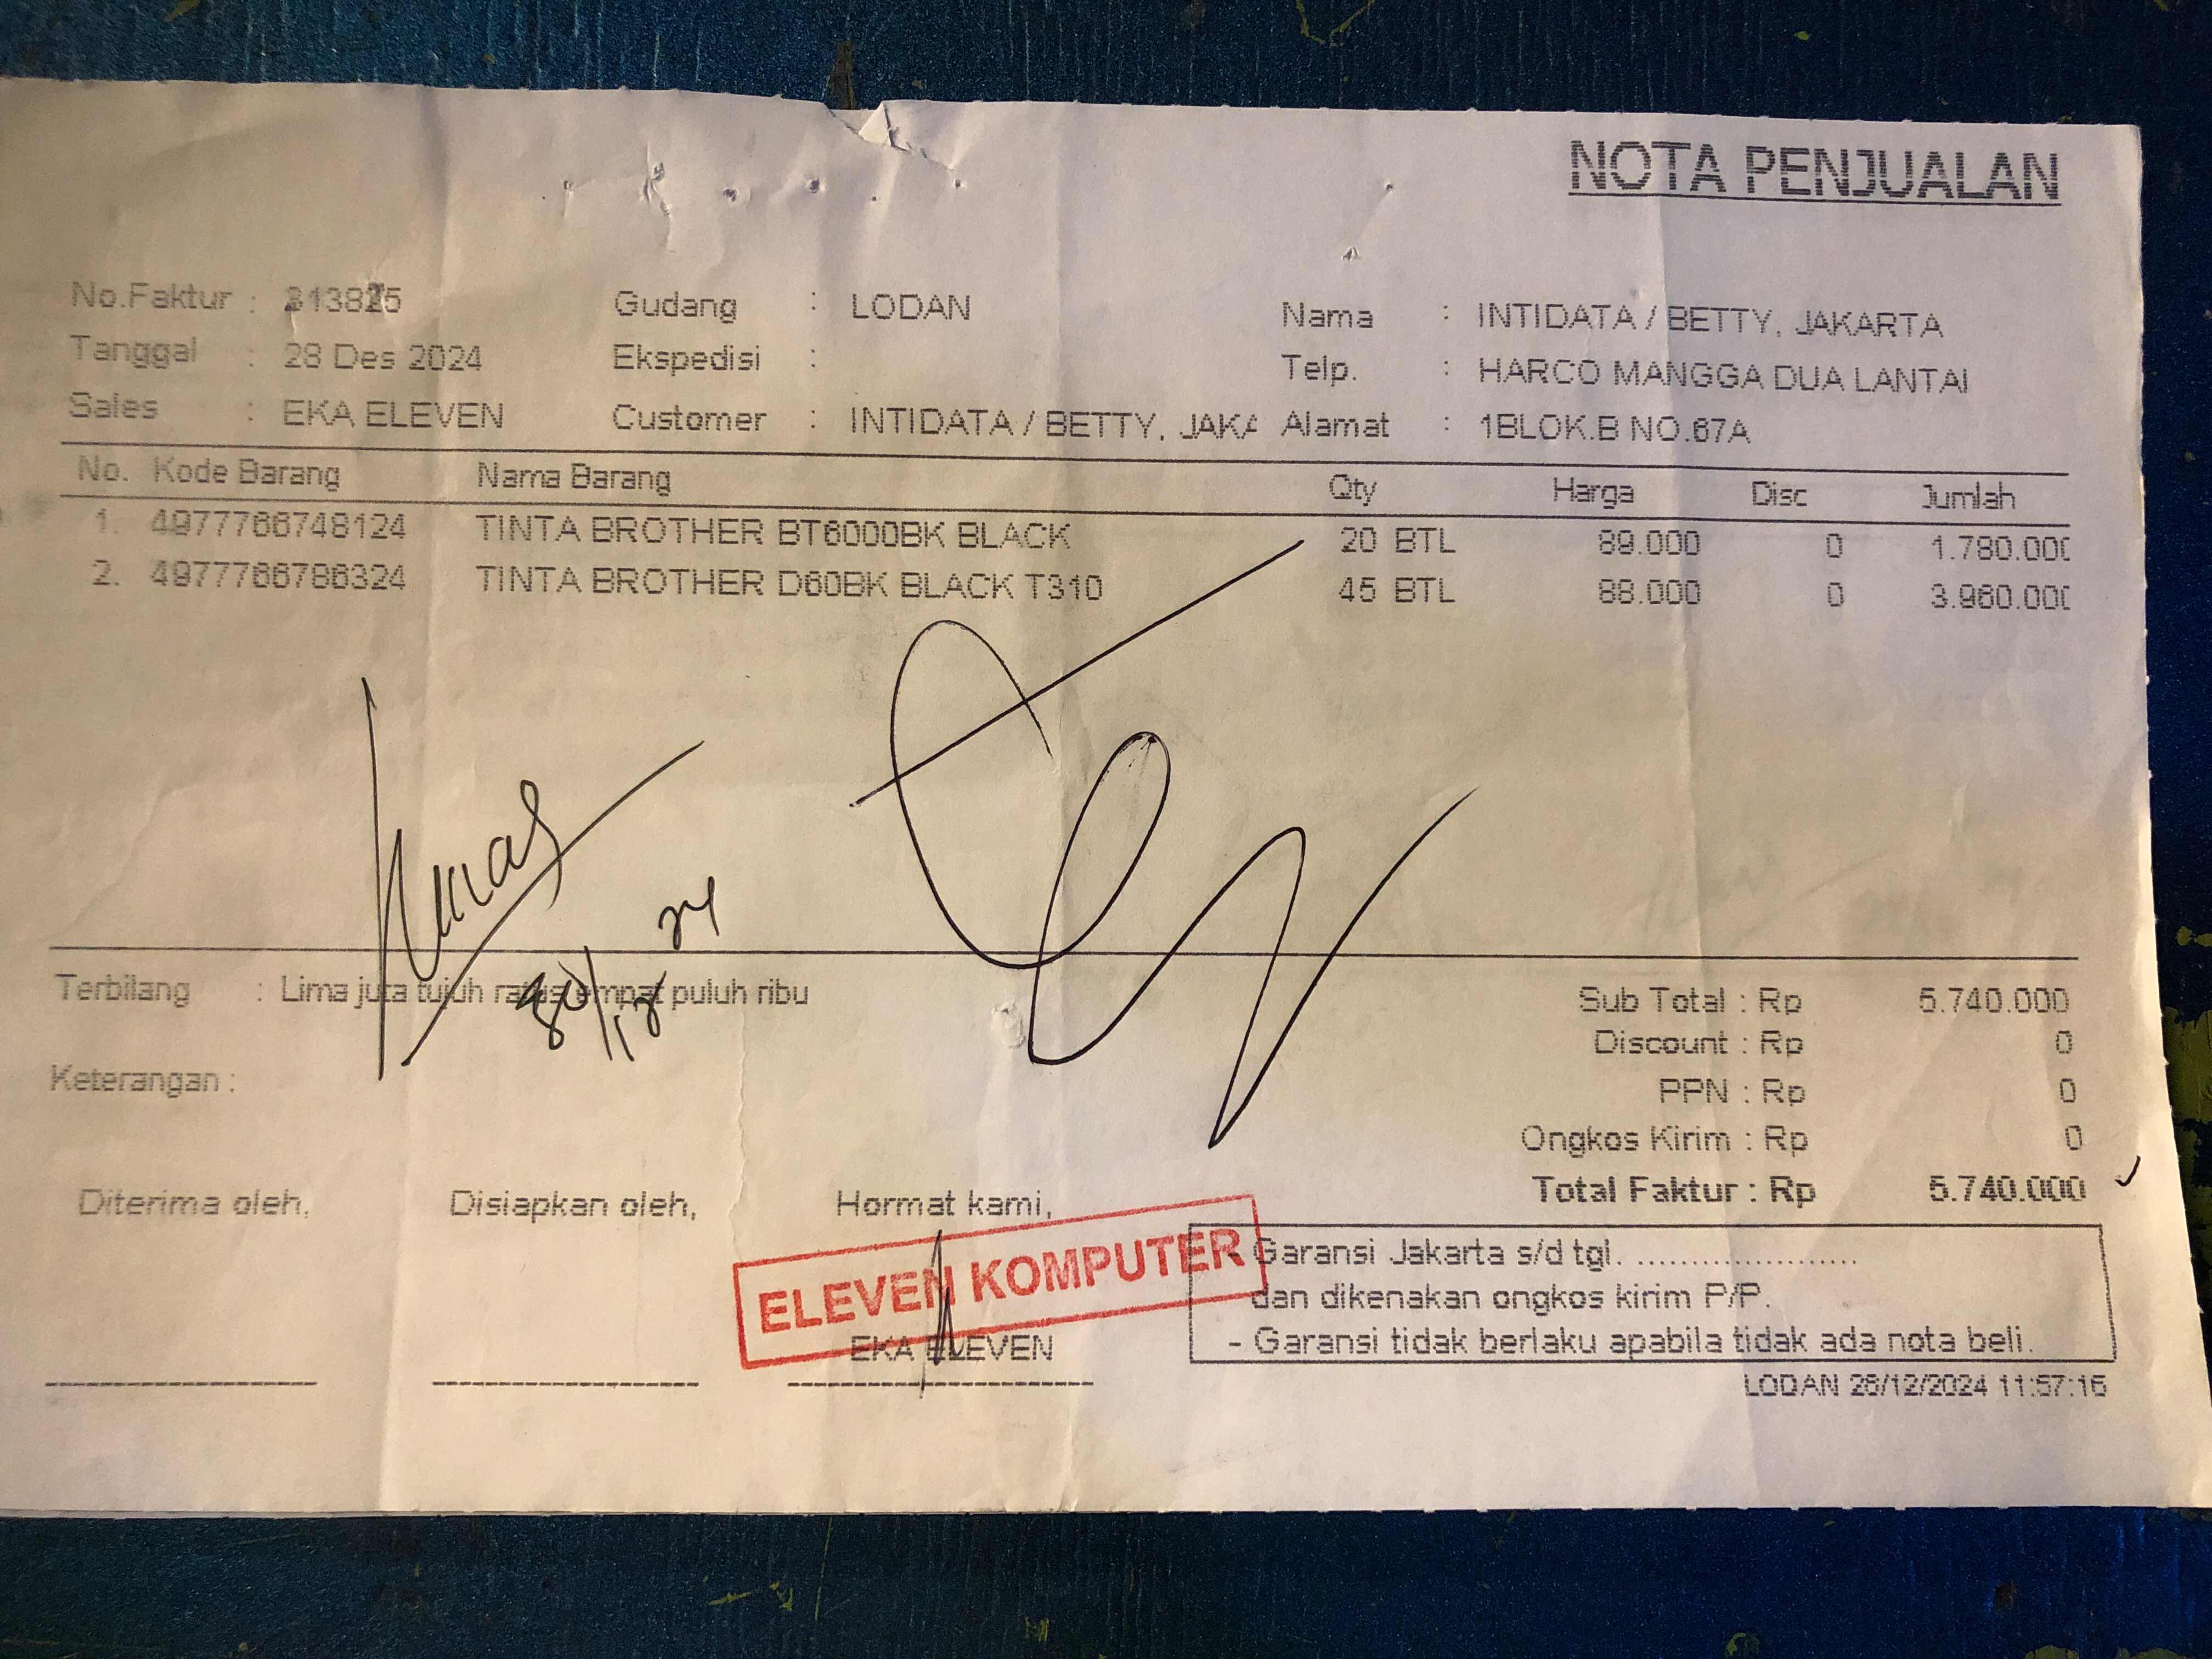 NOTA PENJUALAN
No.Faktur :
Gudang : LODAN
Nama : INTIDATA / BETTY, JAKARTA
Tanggal : 28 Des 2024
Ekspedisi :
Telp. : HARCO MANGGA DUA LANTAI
Sales : EKA ELEVEN
Customer : INTIDATA / BETTY, JAKA
Alamat : 1BLOK.B NO.67A
No. Kode Barang Nama Barang Qty Harga Disc Jumlah
1. 4977766748124 TINTA BROTHER BT6000BK BLACK 20 BTL 89.000 0 1.780.000
2. 4977766786324 TINTA BROTHER D60BK BLACK T310 45 BTL 88.000 0 3.960.000
lunas
30/12 24
Terbilang : Lima juta tujuh ratus empat puluh ribu
Sub Total : Rp 5.740.000
Discount : Rp 0
Keterangan :
PPN : Rp 0
Ongkos Kirim : Rp 0
Total Faktur : Rp 5.740.000
Diterima oleh,
Disiapkan oleh,
Hormat kami,
ELEVEN KOMPUTER
EKA ELEVEN
- Garansi Jakarta s/d tgl. .....................
dan dikenakan ongkos kirim P/P.
- Garansi tidak berlaku apabila tidak ada nota beli.
LODAN 28/12/2024 11:57:16